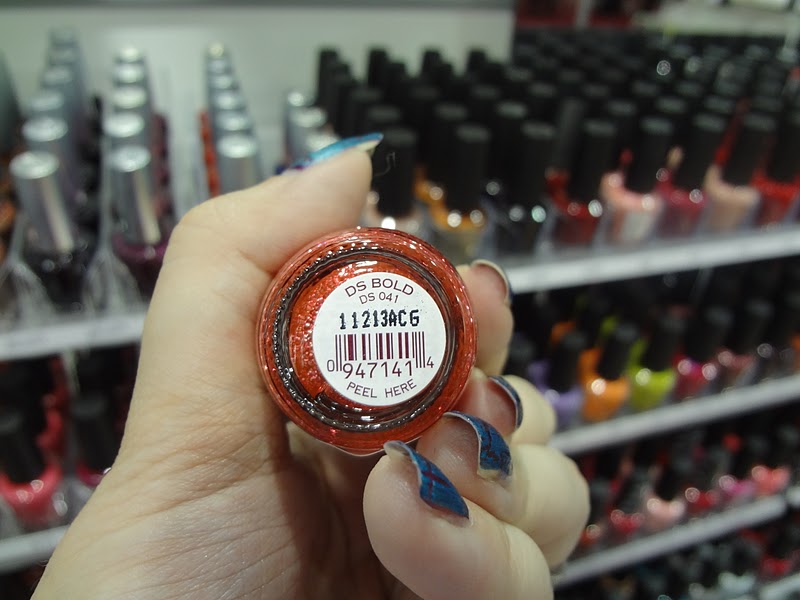 DS BOLD
DS 041
11213ACG
0 947141 4
PEEL HERE